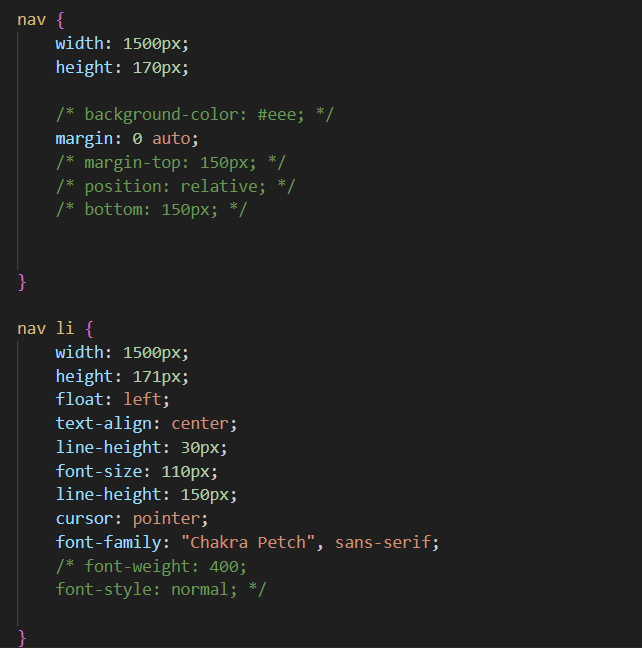 nav {
    width: 1500px;
    height: 170px;

    /* background-color: #eee; */
    margin: 0 auto;
    /* margin-top: 150px; */
    /* position: relative; */
    /* bottom: 150px; */


}

nav li {
    width: 1500px;
    height: 171px;
    float: left;
    text-align: center;
    line-height: 30px;
    font-size: 110px;
    line-height: 150px;
    cursor: pointer;
    font-family: "Chakra Petch", sans-serif;
    /* font-weight: 400;
    font-style: normal; */

}